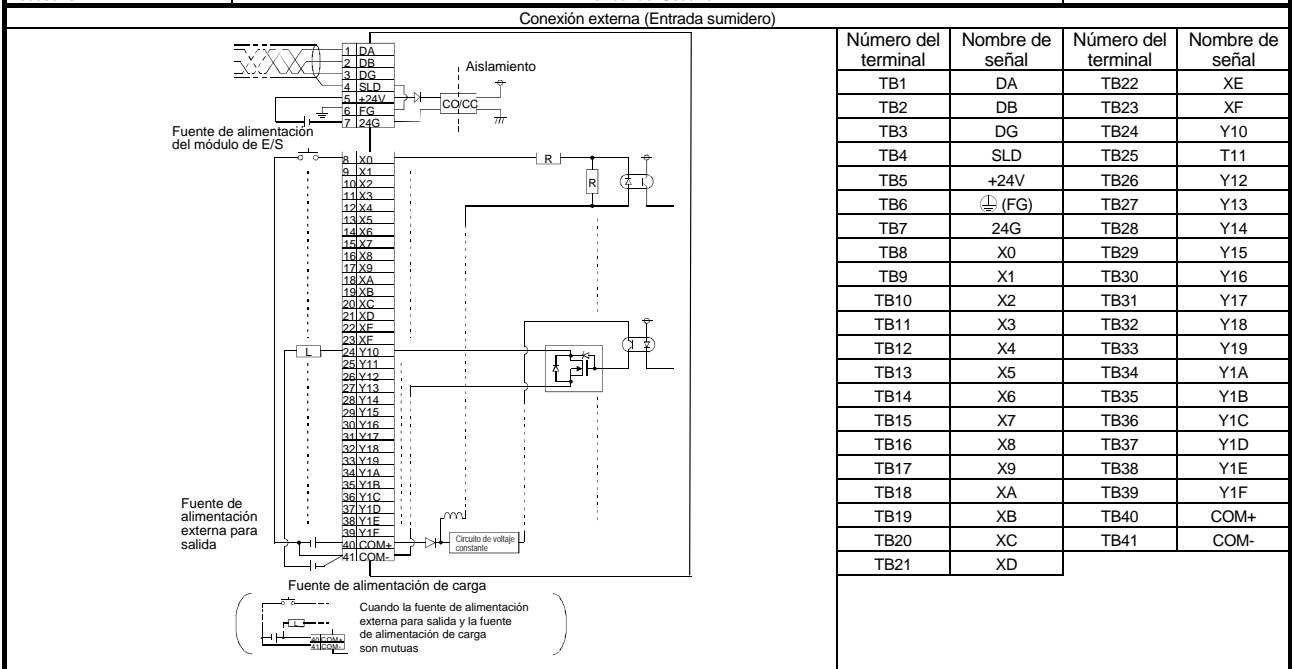 Conexión externa (Entrada sumidero)
1 DA
2 DB
3 DG
4 SLD
5 +24V
6 FG
7 24G
Aislamiento
CO/CC
Fuente de alimentación
del módulo de E/S
8 X0
9 X1
10 X2
11 X3
12 X4
13 X5
14 X6
15 X7
16 X8
17 X9
18 XA
19 XB
20 XC
21 XD
22 XE
23 XF
24 Y10
25 Y11
26 Y12
27 Y13
28 Y14
29 Y15
30 Y16
31 Y17
32 Y18
33 Y19
34 Y1A
35 Y1B
36 Y1C
37 Y1D
38 Y1E
39 Y1F
40 COM+
41 COM-
R
R
L
Fuente de
alimentación
externa para
salida
Circuito de voltaje
constante
Fuente de alimentación de carga
L
40 COM+
41 COM-
Cuando la fuente de alimentación
externa para salida y la fuente
de alimentación de carga
son mutuas
Número del terminal Nombre de señal Número del terminal Nombre de señal
TB1 DA TB22 XE
TB2 DB TB23 XF
TB3 DG TB24 Y10
TB4 SLD TB25 T11
TB5 +24V TB26 Y12
TB6 (FG) TB27 Y13
TB7 24G TB28 Y14
TB8 X0 TB29 Y15
TB9 X1 TB30 Y16
TB10 X2 TB31 Y17
TB11 X3 TB32 Y18
TB12 X4 TB33 Y19
TB13 X5 TB34 Y1A
TB14 X6 TB35 Y1B
TB15 X7 TB36 Y1C
TB16 X8 TB37 Y1D
TB17 X9 TB38 Y1E
TB18 XA TB39 Y1F
TB19 XB TB40 COM+
TB20 XC TB41 COM-
TB21 XD